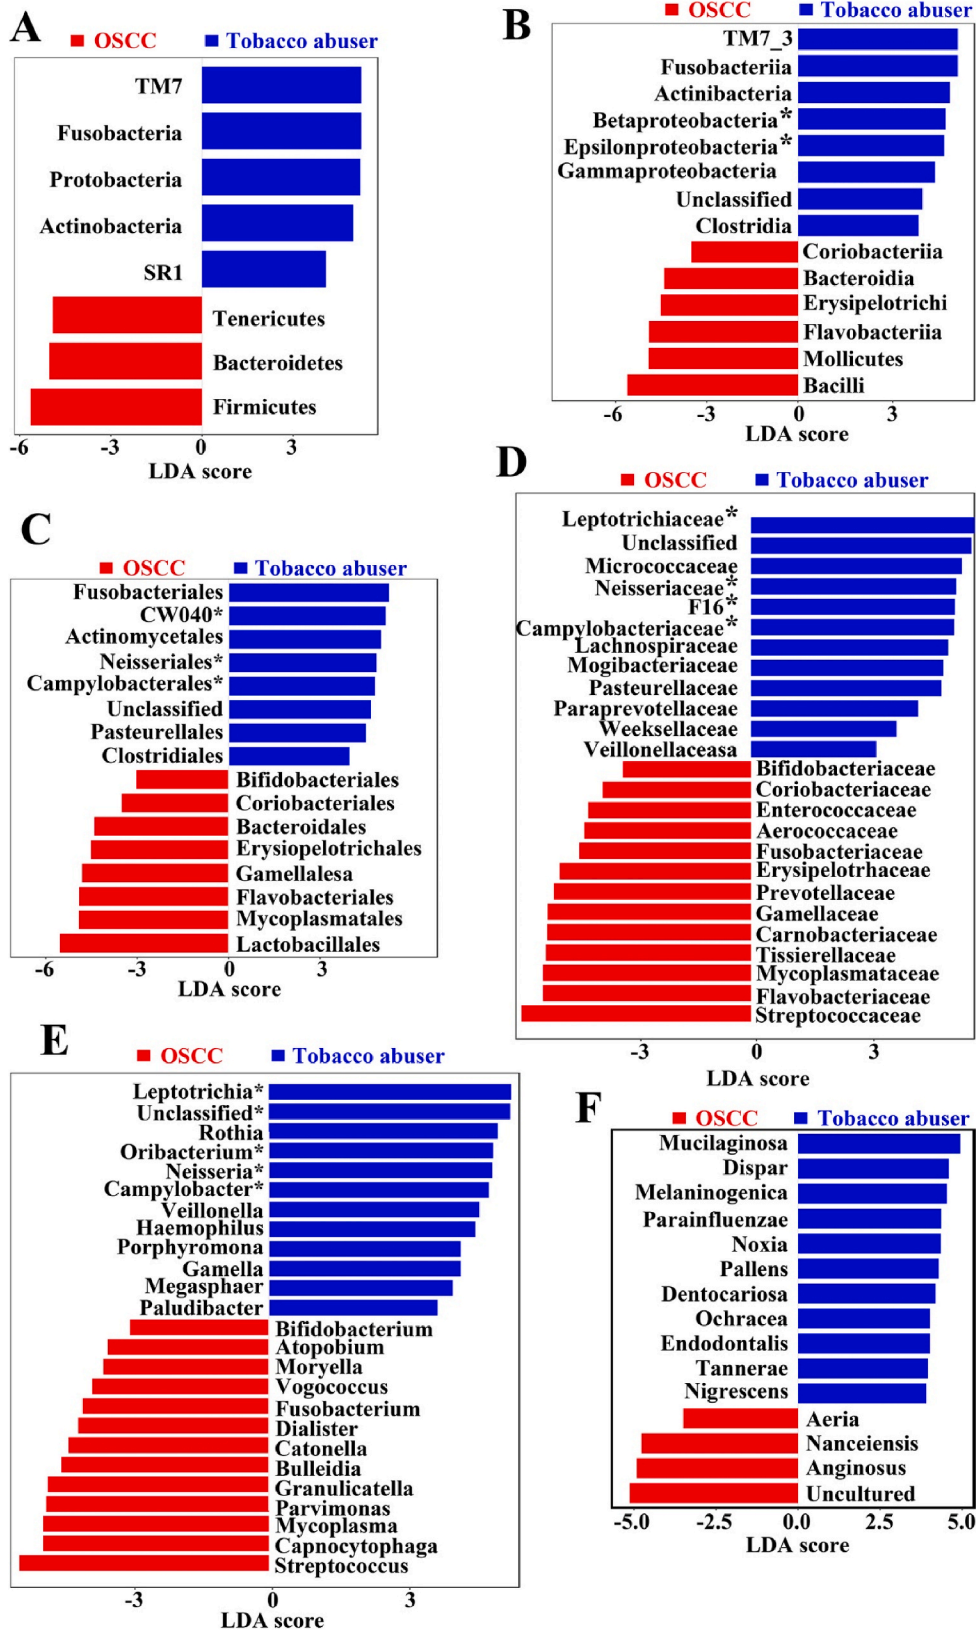 A
OSCC Tobacco abuser
TM7
Fusobacteria
Protobacteria
Actinobacteria
SR1
Tenericutes
Bacteroidetes
Firmicutes
-6 -3 0 3
LDA score
B
OSCC Tobacco abuser
TM7_3
Fusobacteriia
Actinibacteria
Betaproteobacteria*
Epsilonproteobacteria*
Gammaproteobacteria
Unclassified
Clostridia
Coriobacteriia
Bacteroidia
Erysipelotrichi
Flavobacteriia
Mollicutes
Bacilli
-6 -3 0 3
LDA score
C
OSCC Tobacco abuser
Fusobacteriales
CW040*
Actinomycetales
Neisseriales*
Campylobacterales*
Unclassified
Pasteurellales
Clostridiales
Bifidobacteriales
Coriobacteriales
Bacteroidales
Erysiopelotrichales
Gamellalesa
Flavobacteriales
Mycoplasmatales
Lactobacillales
-6 -3 0 3
LDA score
D
OSCC Tobacco abuser
Leptotrichiaceae*
Unclassified
Micrococcaceae
Neisseriaceae*
F16*
Campylobacteriaceae*
Lachnospiraceae
Mogibacteriaceae
Pasteurellaceae
Paraprevotellaceae
Weeksellaceae
Veillonellaceasa
Bifidobacteriaceae
Coriobacteriaceae
Enterococcaceae
Aerococcaceae
Fusobacteriaceae
Erysipelotrhaceae
Prevotellaceae
Gamellaceae
Carnobacteriaceae
Tissierellaceae
Mycoplasmataceae
Flavobacteriaceae
Streptococcaceae
-3 0 3
LDA score
E
OSCC Tobacco abuser
Leptotrichia*
Unclassified*
Rothia
Oribacterium*
Neisseria*
Campylobacter*
Veillonella
Haemophilus
Porphyromona
Gamella
Megasphaer
Paludibacter
Bifidobacterium
Atopobium
Moryella
Vogococcus
Fusobacterium
Dialister
Catonella
Bulleidia
Granulicatella
Parvimonas
Mycoplasma
Capnocytophaga
Streptococcus
-3 0 3
LDA score
F
OSCC Tobacco abuser
Mucilaginosa
Dispar
Melaninogenica
Parainfluenzae
Noxia
Pallens
Dentocariosa
Ochracea
Endodontalis
Tannerae
Nigrescens
Aeria
Nanceiensis
Anginosus
Uncultured
-5.0 -2.5 0.0 2.5 5.0
LDA score